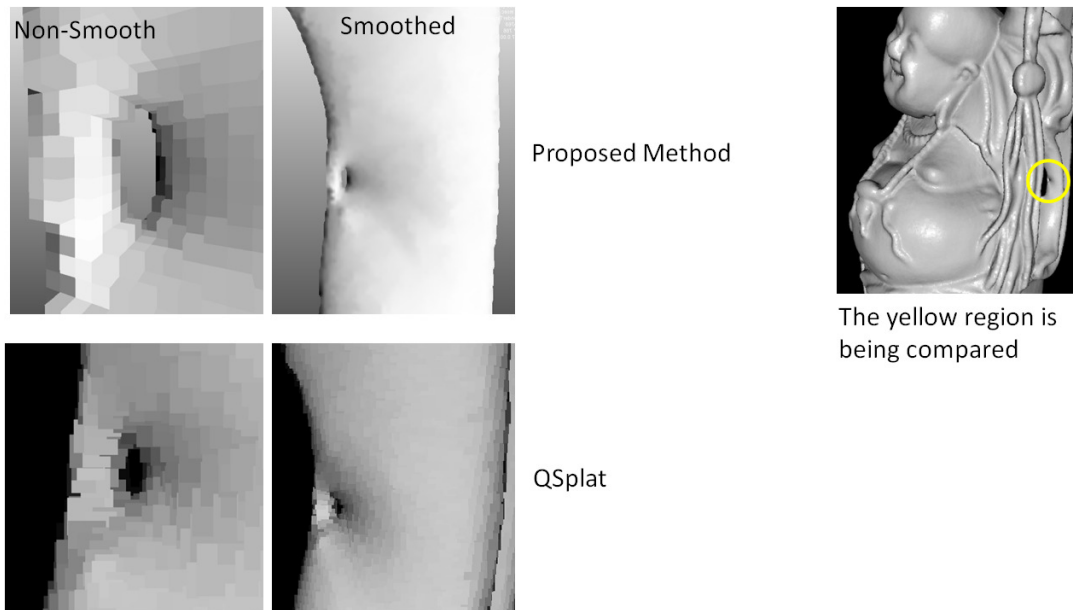 Non-Smooth
Smoothed
Proposed Method
The yellow region is
being compared
QSplat